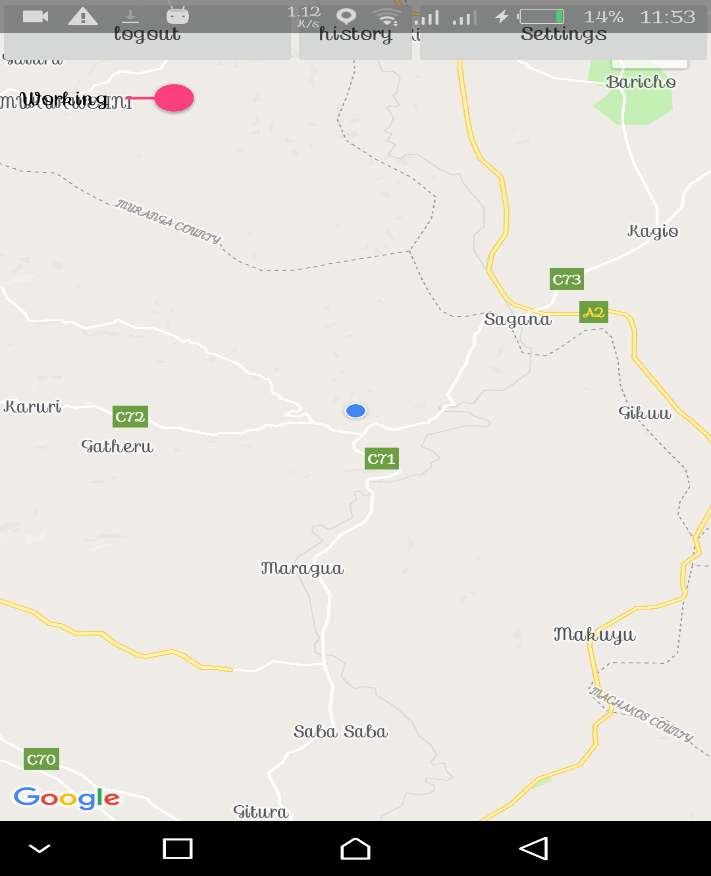 1.12 K/s 14% 11:53
logout history Settings
Baricho
Working
MURANGA COUNTY
Kagio
C73
A2
Sagana
Karuri
C72
Gikuu
Gatheru
C71
Maragua
Makuyu
MACHAKOS COUNTY
Saba Saba
C70
Google
Gitura